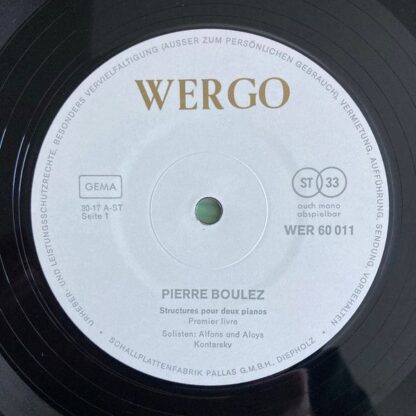 URHEBER- UND LEISTUNGSSCHUTZRECHTE, BESONDERS VERVIELFÄLTIGUNG (AUSSER ZUM PERSÖNLICHEN GEBRAUCH), VERMIETUNG, AUFFÜHRUNG, SENDUNG, VORBEHALTEN
WERGO
GEMA
30-17 A-ST
Seite 1
ST 33
auch mono
abspielbar
WER 60 011
PIERRE BOULEZ
Structures pour deux pianos
Premier livre
Solisten: Alfons und Aloys
Kontarsky
• SCHALLPLATTENFABRIK PALLAS G.M.B.H., DIEPHOLZ •